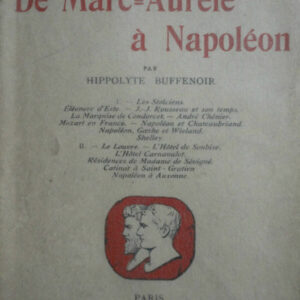 De Marc-Aurèle
à Napoléon
PAR
HIPPOLYTE BUFFENOIR
I. — Les Stoïciens.
Éléonore d'Este. — J.-J. Rousseau et son temps.
La Marquise de Condorcet. — André Chénier.
Mozart en France. — Napoléon et Chateaubriand.
Napoléon, Goethe et Wieland.
Shelley.
II. — Le Louvre. — L'Hôtel de Soubise.
L'Hôtel Carnavalet.
Résidences de Madame de Sévigné.
Catinat à Saint-Gratien
Napoléon à Auxonne.
PARIS